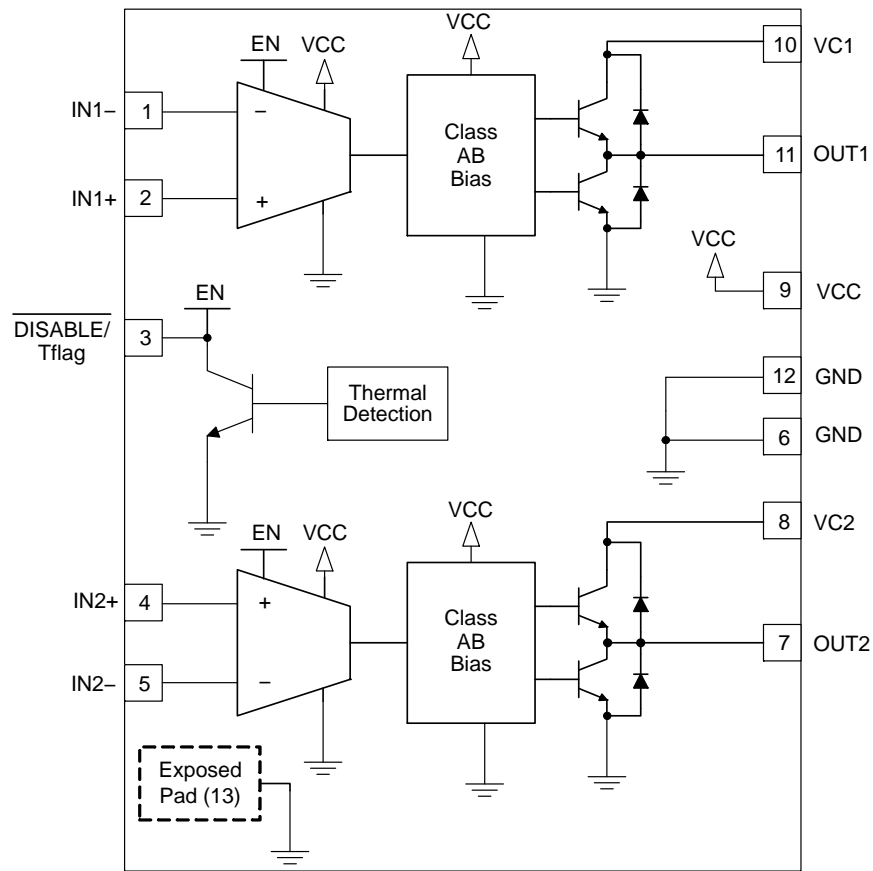 EN
VCC
VCC
10 VC1
IN1− 1
−
Class
AB
Bias
11 OUT1
IN1+ 2
+
VCC
9 VCC
EN
DISABLE/
Tflag
3
Thermal
Detection
12 GND
6 GND
EN
VCC
VCC
8 VC2
IN2+ 4
+
Class
AB
Bias
7 OUT2
IN2− 5
−
Exposed
Pad (13)